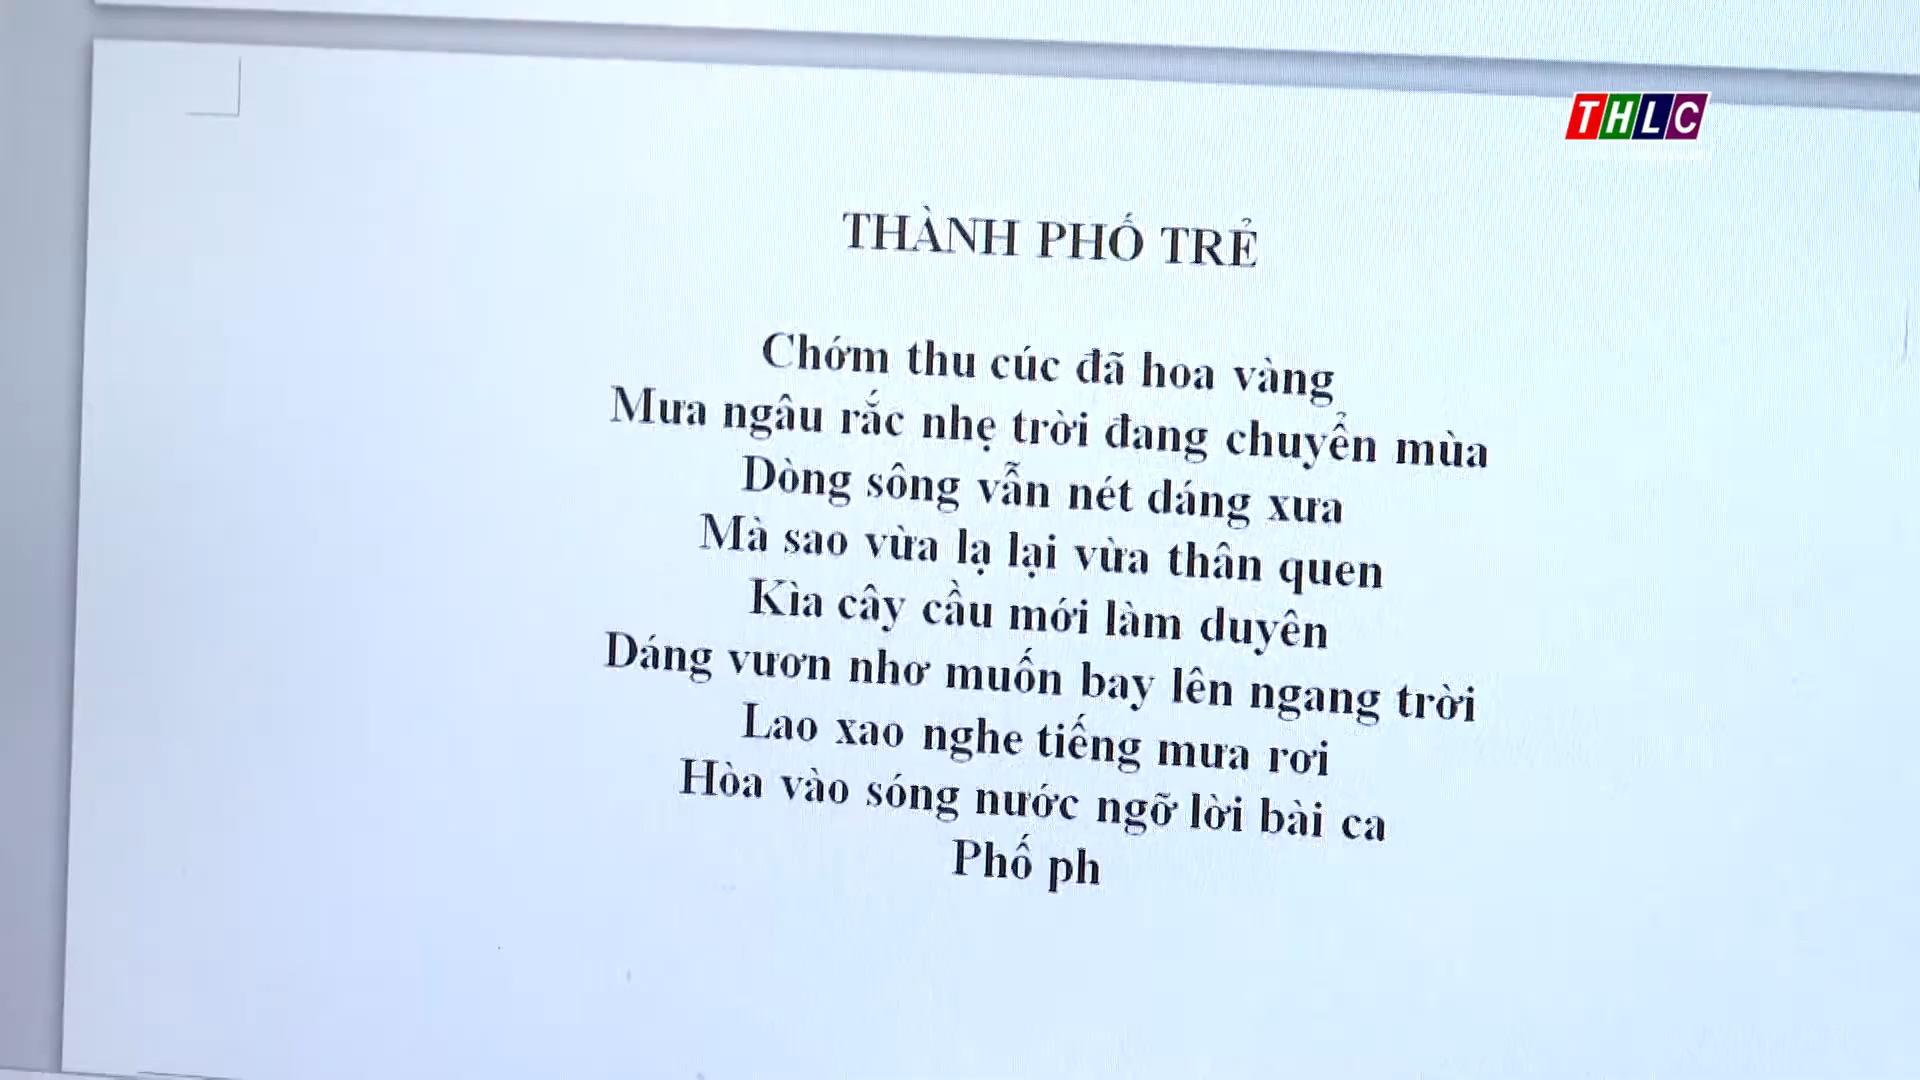 THLC
THÀNH PHỐ TRẺ
Chớm thu cúc đã hoa vàng
Mưa ngâu rắc nhẹ trời đang chuyển mùa
Dòng sông vẫn nét dáng xưa
Mà sao vừa lạ lại vừa thân quen
Kìa cây cầu mới làm duyên
Dáng vươn nhơ muốn bay lên ngang trời
Lao xao nghe tiếng mưa rơi
Hòa vào sóng nước ngỡ lời bài ca
Phố ph